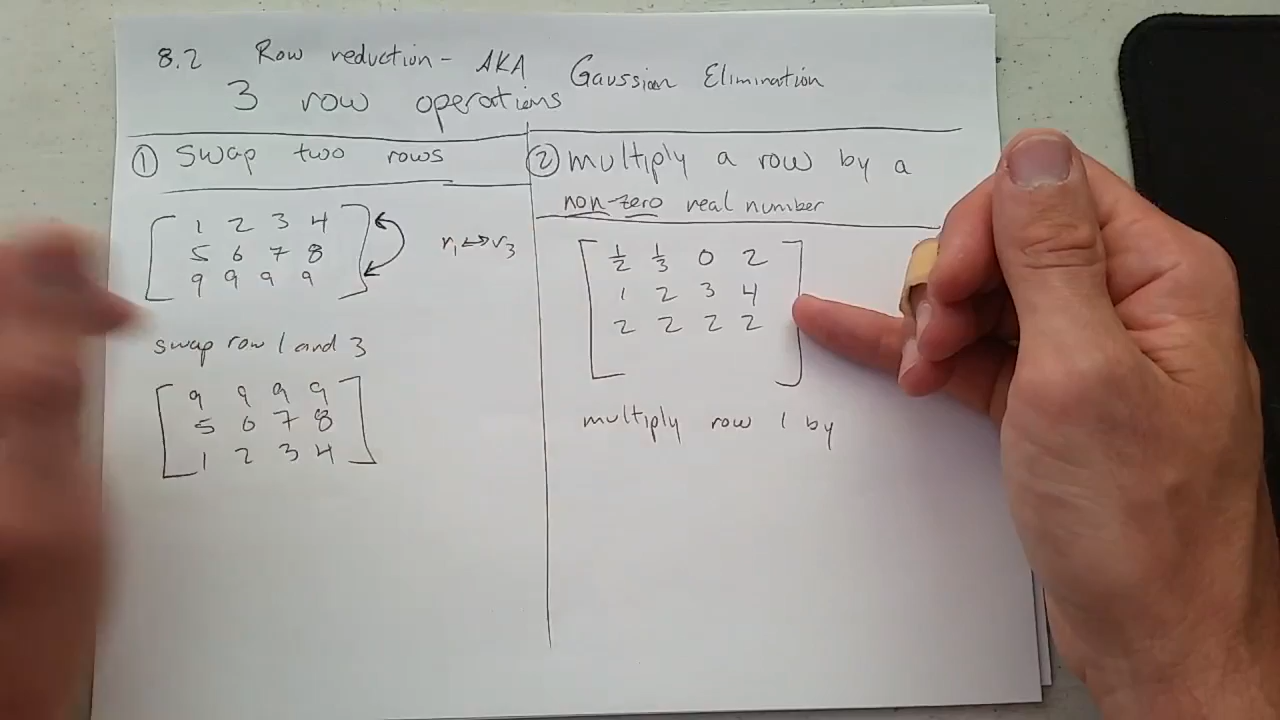 8.2 Row reduction - AKA Gaussian Elimination
3 row operations
① Swap two rows
1 2 3 4
5 6 7 8
9 9 9 9
r₁ ↔ r₃
swap row 1 and 3
9 9 9 9
5 6 7 8
1 2 3 4
② multiply a row by a
non-zero real number
½ ⅓ 0 2
1 2 3 4
2 2 2 2
multiply row 1 by